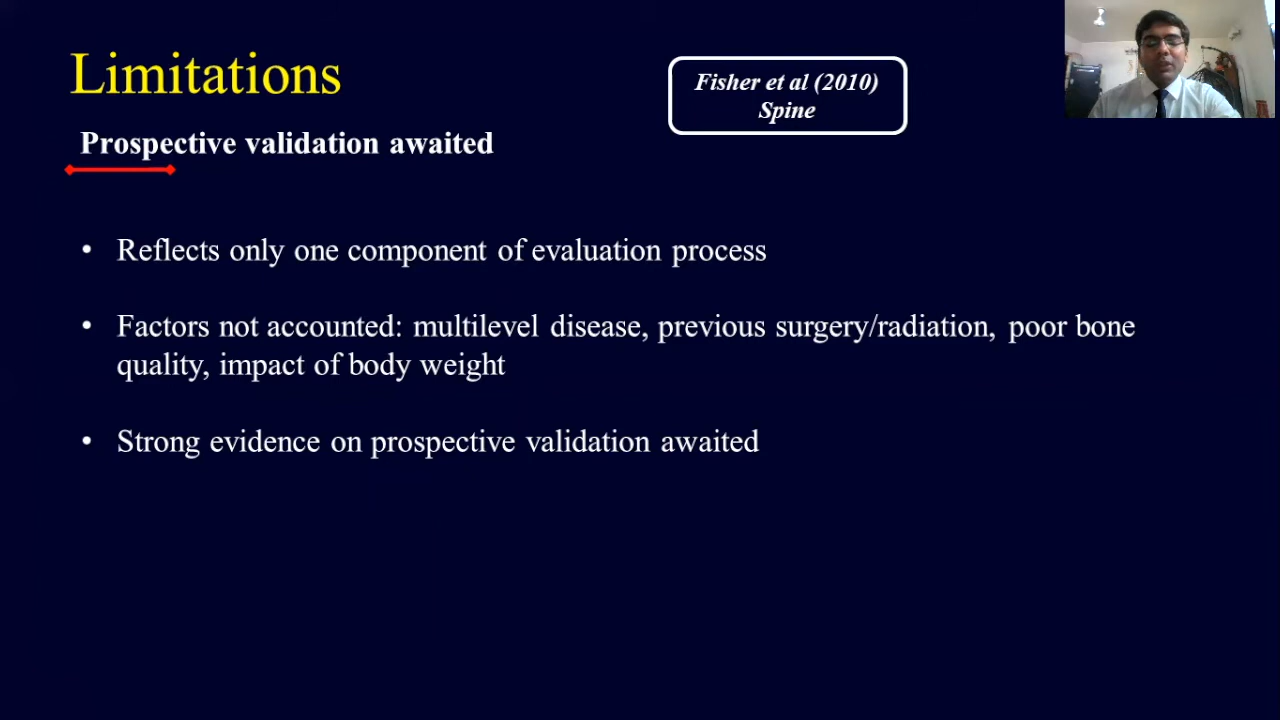 Limitations
Fisher et al (2010)
Spine
Prospective validation awaited
• Reflects only one component of evaluation process
• Factors not accounted: multilevel disease, previous surgery/radiation, poor bone
quality, impact of body weight
• Strong evidence on prospective validation awaited